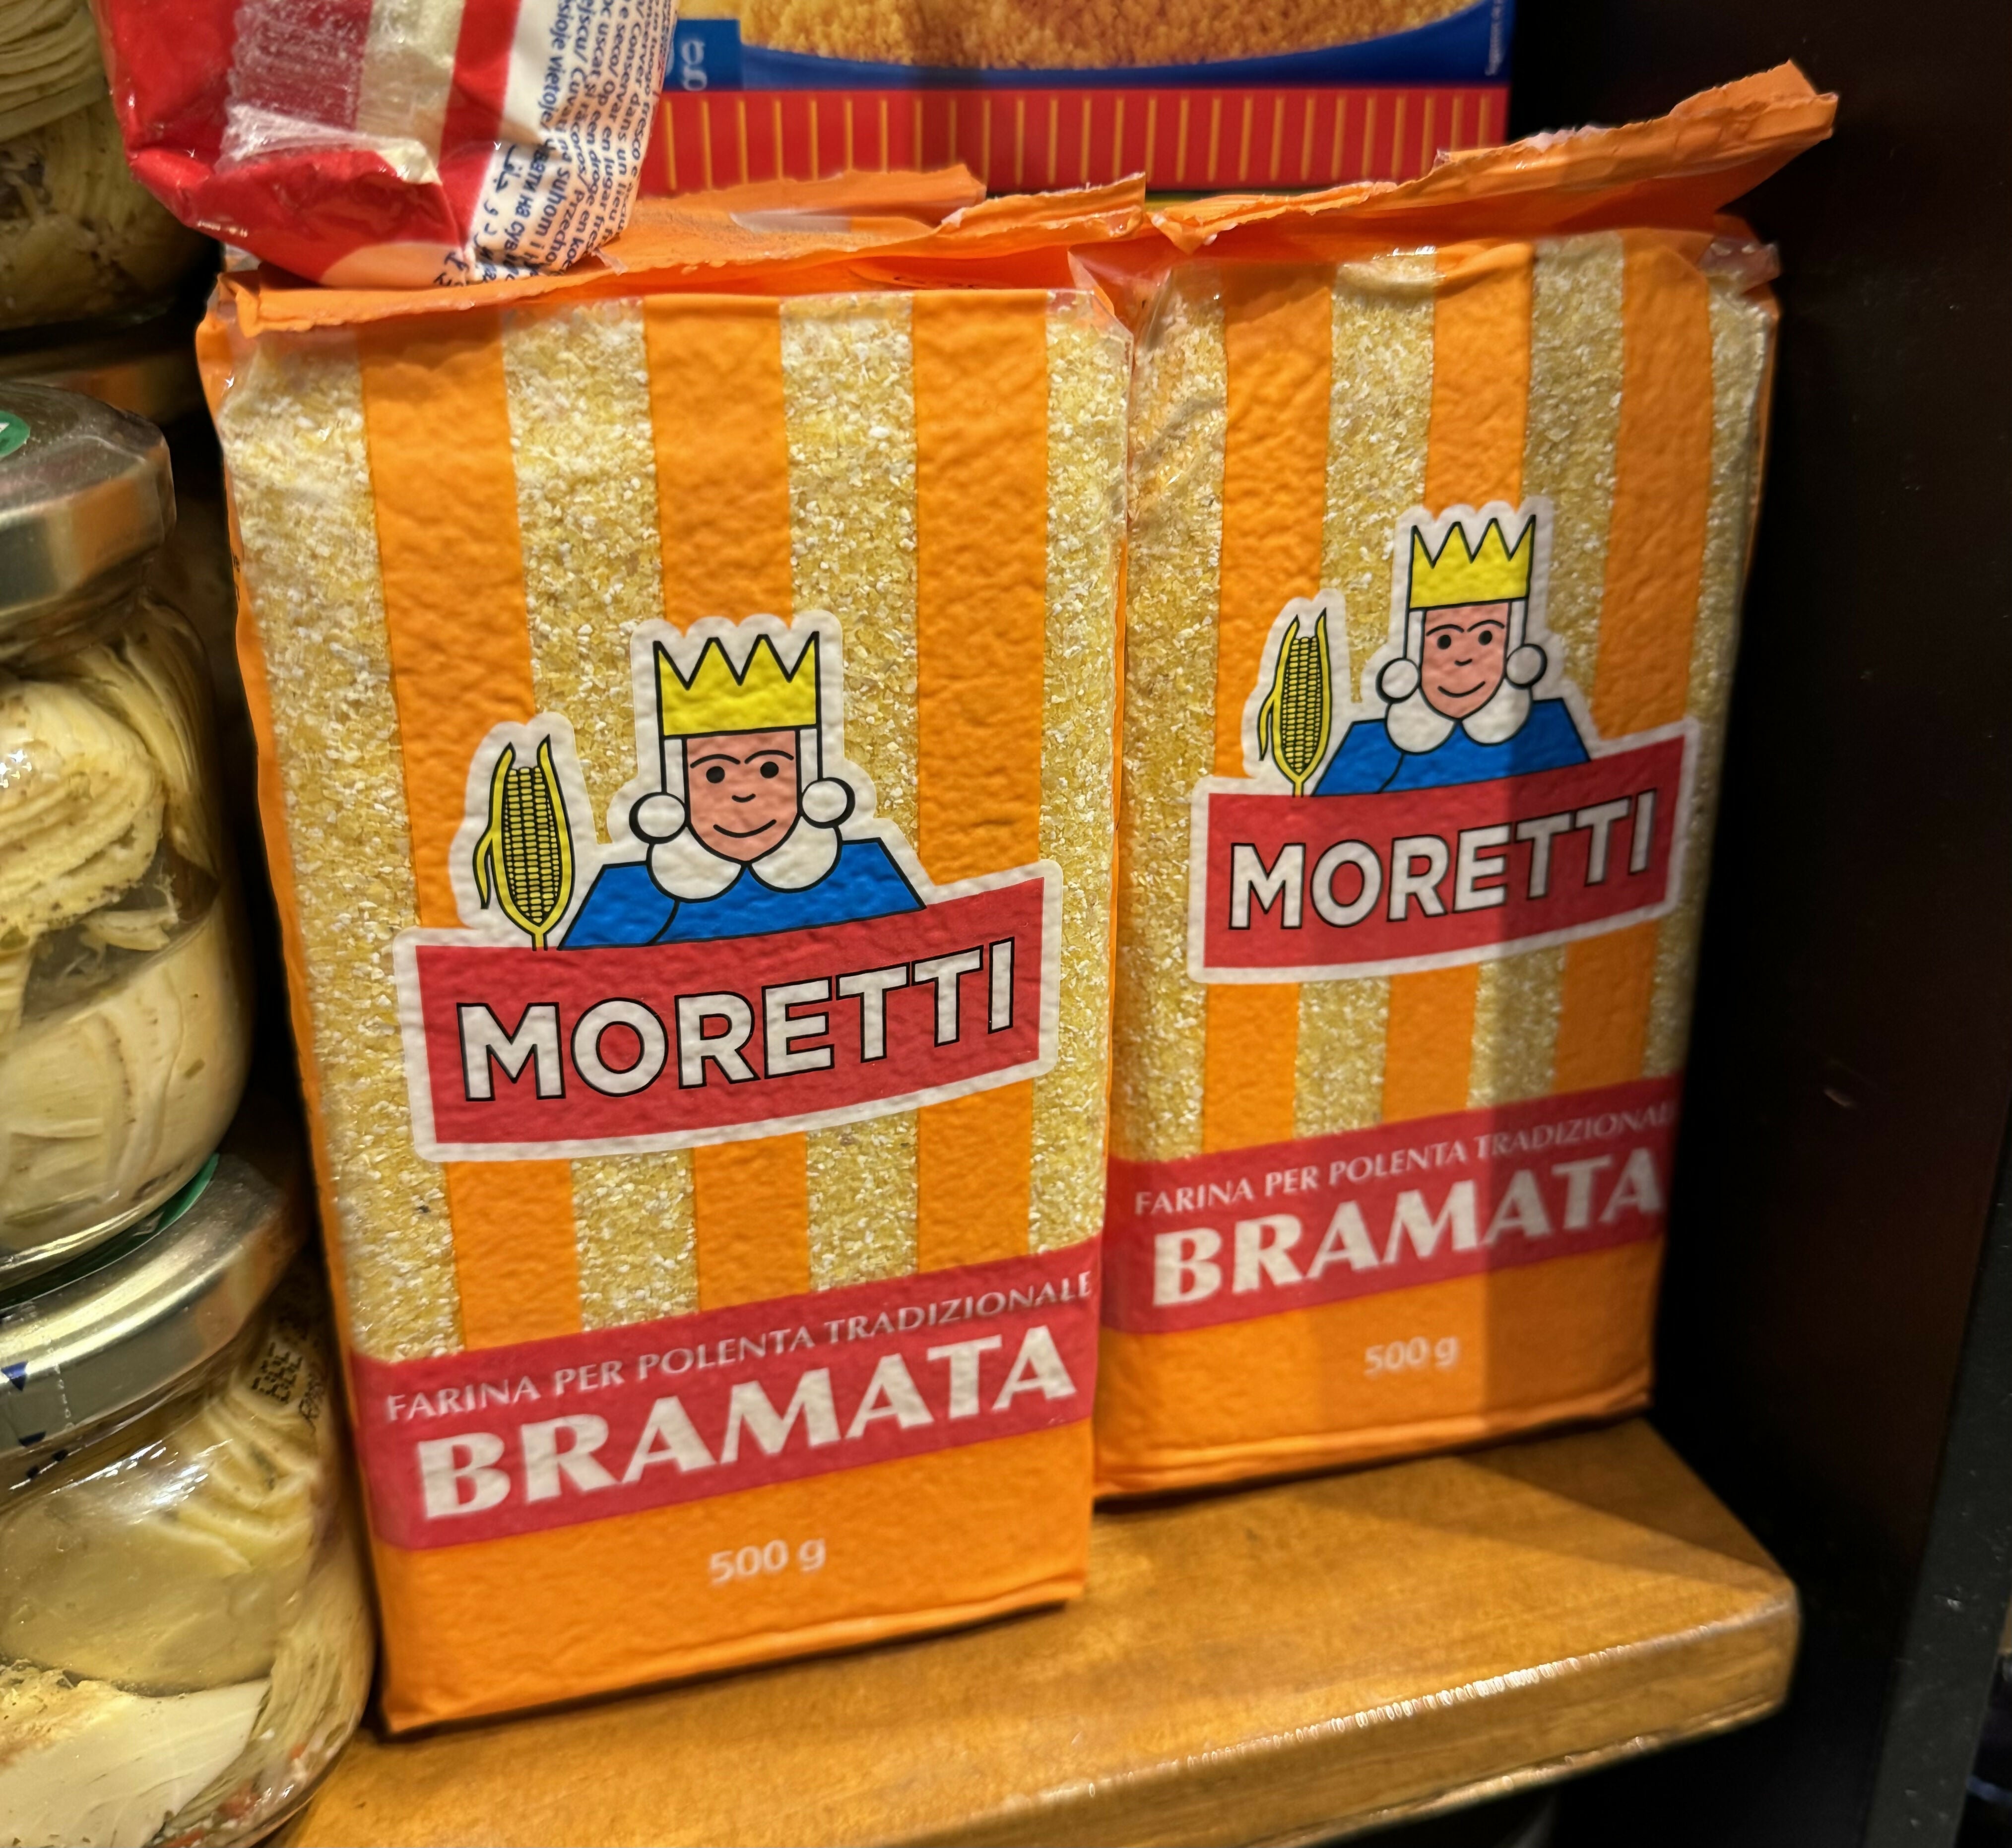 MORETTI
FARINA PER POLENTA TRADIZIONALE
BRAMATA
500 g
MORETTI
FARINA PER POLENTA TRADIZIONALE
BRAMATA
500 g